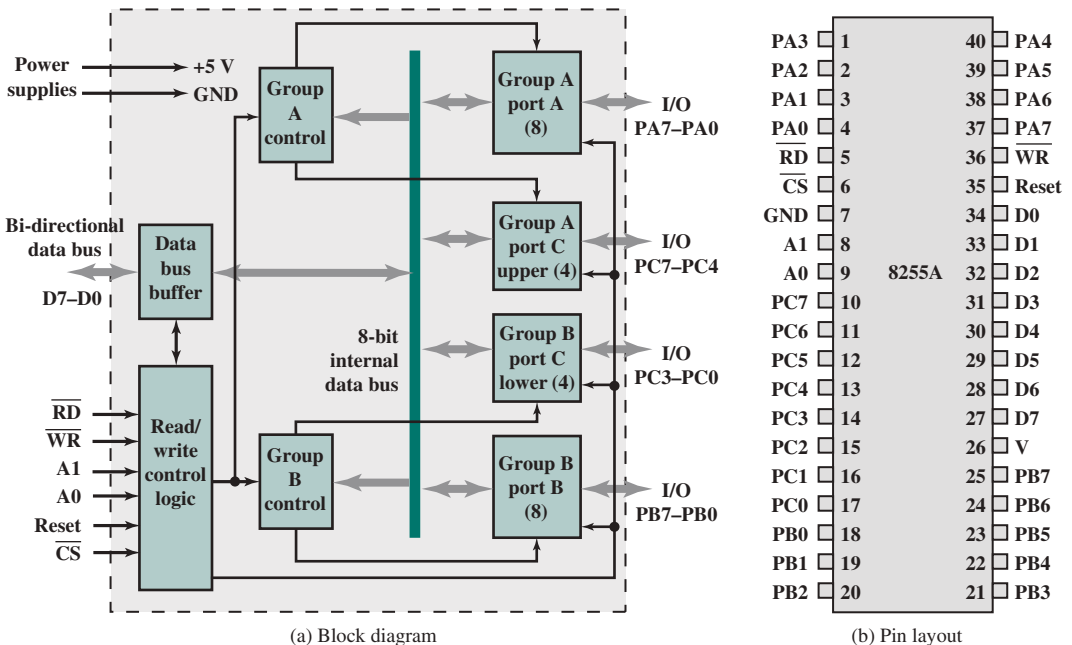 Power
supplies
+5 V
GND
Group
A
control
Group A
port A
(8)
I/O
PA7–PA0
Bi-directional
data bus
D7–D0
Data
bus
buffer
Group A
port C
upper (4)
I/O
PC7–PC4
8-bit
internal
data bus
Group B
port C
lower (4)
I/O
PC3–PC0
R̅D̅
W̅R̅
A1
A0
Reset
C̅S̅
Read/
write
control
logic
Group
B
control
Group B
port B
(8)
I/O
PB7–PB0
(a) Block diagram
PA3 1 40 PA4
PA2 2 39 PA5
PA1 3 38 PA6
PA0 4 37 PA7
R̅D̅ 5 36 W̅R̅
C̅S̅ 6 35 Reset
GND 7 34 D0
A1 8 33 D1
A0 9 8255A 32 D2
PC7 10 31 D3
PC6 11 30 D4
PC5 12 29 D5
PC4 13 28 D6
PC3 14 27 D7
PC2 15 26 V
PC1 16 25 PB7
PC0 17 24 PB6
PB0 18 23 PB5
PB1 19 22 PB4
PB2 20 21 PB3
(b) Pin layout